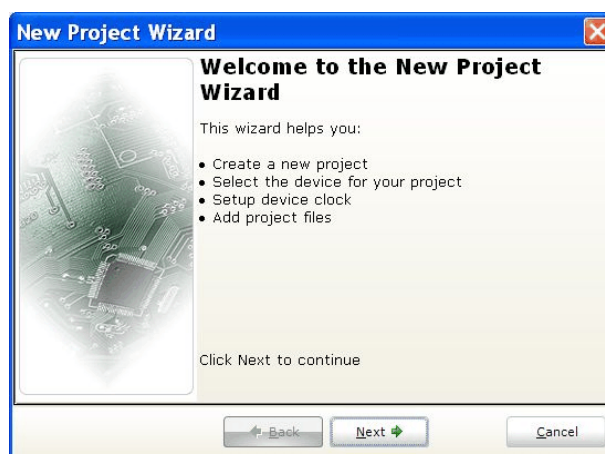 New Project Wizard
Welcome to the New Project
Wizard
This wizard helps you:
• Create a new project
• Select the device for your project
• Setup device clock
• Add project files
Click Next to continue
Back
Next
Cancel